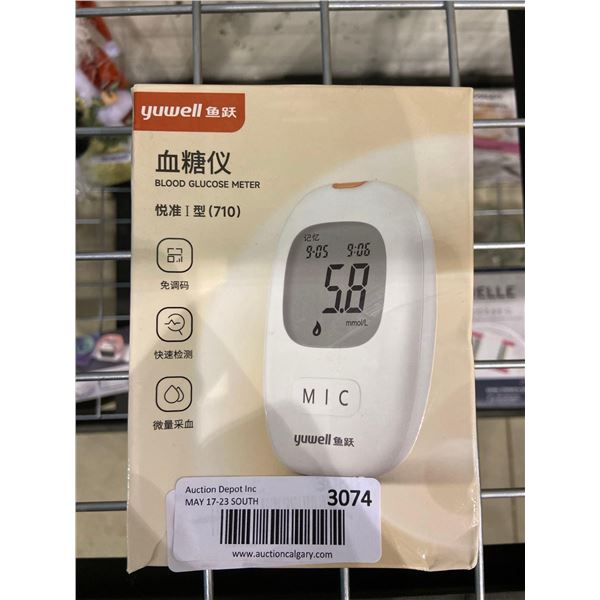 yuwell 鱼跃
血糖仪
BLOOD GLUCOSE METER
悦准 I 型(710)
免调码
快速检测
微量采血
记忆
9-05 9:06
5.8
mmol/L
MIC
yuwell 鱼跃
Auction Depot Inc
MAY 17-23 SOUTH
3074
www.auctioncalgary.com
ELLE